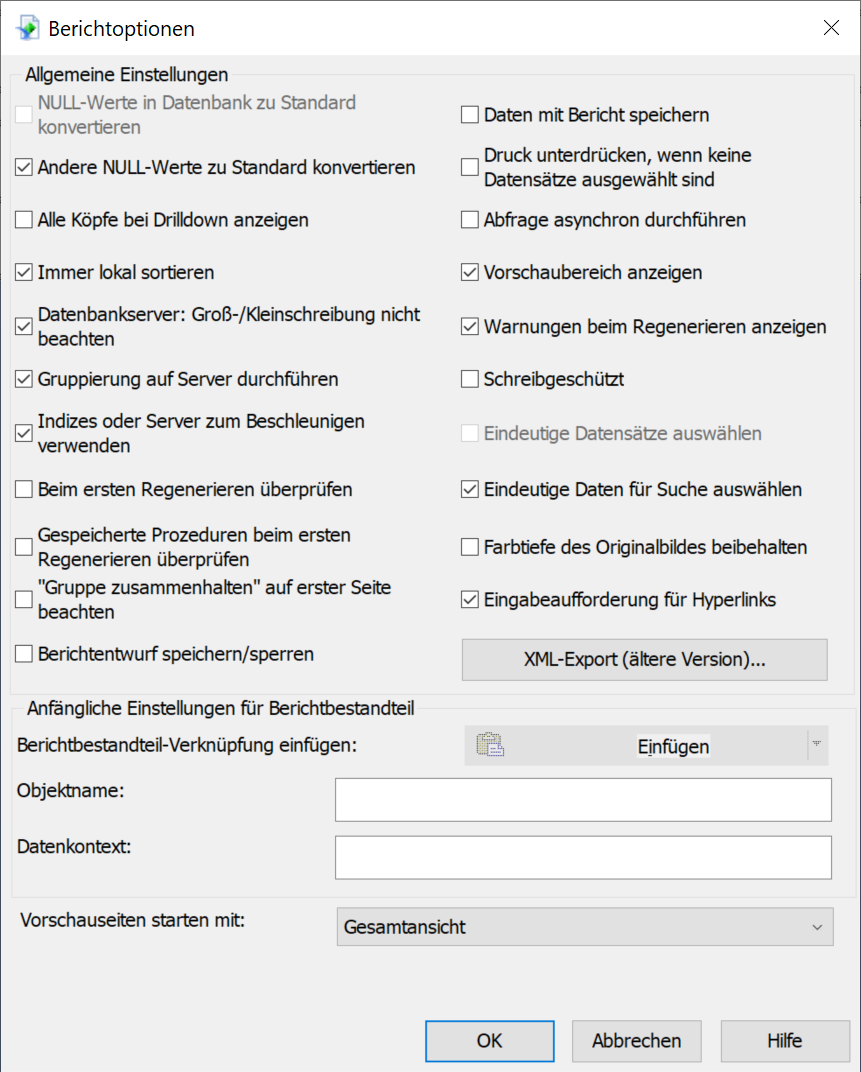 Berichtoptionen
Allgemeine Einstellungen
NULL-Werte in Datenbank zu Standard
konvertieren
Andere NULL-Werte zu Standard konvertieren
Alle Köpfe bei Drilldown anzeigen
Immer lokal sortieren
Datenbankserver: Groß-/Kleinschreibung nicht
beachten
Gruppierung auf Server durchführen
Indizes oder Server zum Beschleunigen
verwenden
Beim ersten Regenerieren überprüfen
Gespeicherte Prozeduren beim ersten
Regenerieren überprüfen
"Gruppe zusammenhalten" auf erster Seite
beachten
Berichtentwurf speichern/sperren
Daten mit Bericht speichern
Druck unterdrücken, wenn keine
Datensätze ausgewählt sind
Abfrage asynchron durchführen
Vorschaubereich anzeigen
Warnungen beim Regenerieren anzeigen
Schreibgeschützt
Eindeutige Datensätze auswählen
Eindeutige Daten für Suche auswählen
Farbtiefe des Originalbildes beibehalten
Eingabeaufforderung für Hyperlinks
XML-Export (ältere Version)...
Anfängliche Einstellungen für Berichtbestandteil
Berichtbestandteil-Verknüpfung einfügen:
Einfügen
Objektname:
Datenkontext:
Vorschauseiten starten mit:
Gesamtansicht
OK
Abbrechen
Hilfe